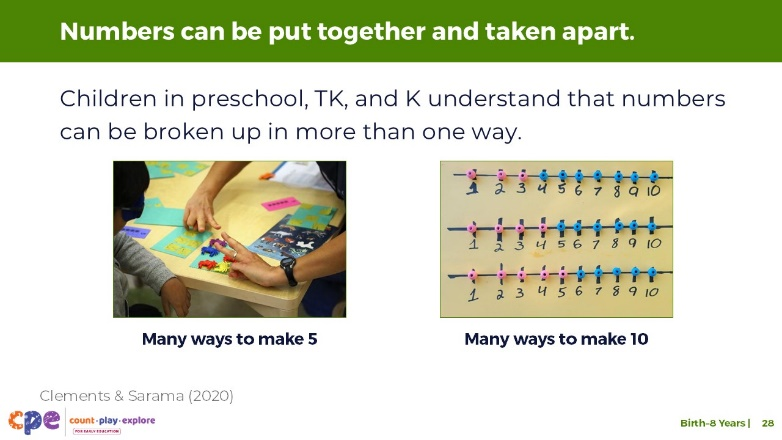 Numbers can be put together and taken apart.
Children in preschool, TK, and K understand that numbers
can be broken up in more than one way.
1 2 3 4 5 6 7 8 9 10
1 2 3 4 5 6 7 8 9 10
1 2 3 4 5 6 7 8 9 10
Many ways to make 5
Many ways to make 10
Clements & Sarama (2020)
cpe
count·play·explore
FOR EARLY EDUCATION
Birth–8 Years | 28